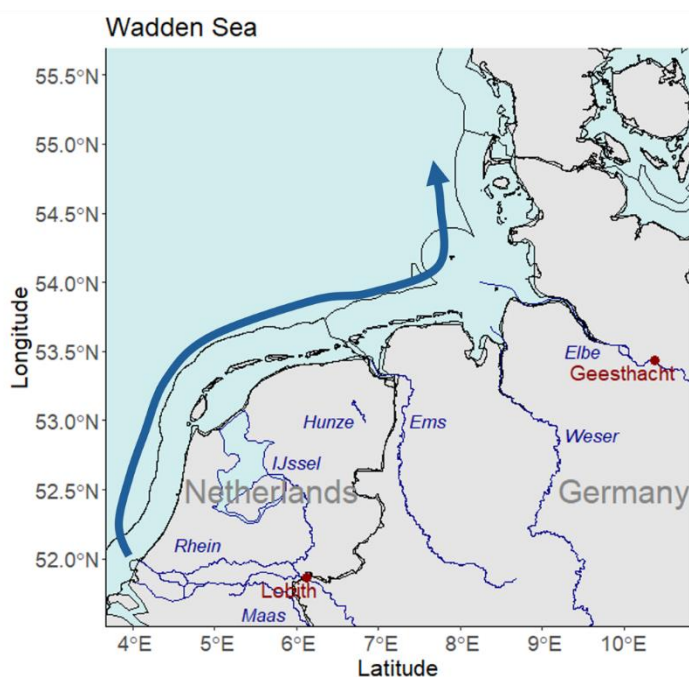 Wadden Sea
55.5°N
55.0°N
54.5°N
54.0°N
53.5°N
53.0°N
52.5°N
52.0°N
Longitude
Elbe
Geesthacht
Hunze
Ems
Weser
IJssel
Netherlands
Germany
Rhein
Lobith
Maas
4°E 5°E 6°E 7°E 8°E 9°E 10°E
Latitude